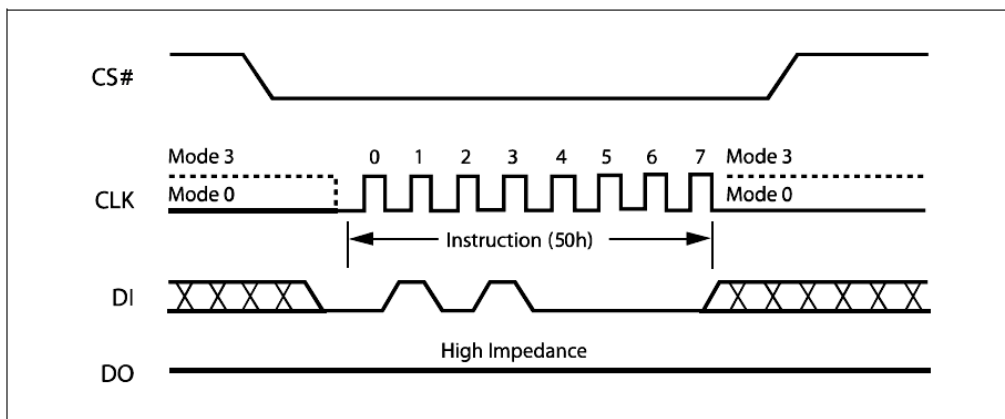 CS#
Mode 3 0 1 2 3 4 5 6 7 Mode 3
CLK Mode 0 Mode 0
Instruction (50h)
DI
High Impedance
DO